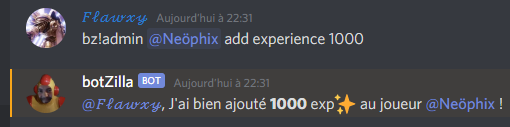 𝓕𝓵𝓪𝔀𝔁𝔂 Aujourd'hui à 22:31
bz!admin @Neöphix add experience 1000
botZilla BOT Aujourd'hui à 22:31
@𝓕𝓵𝓪𝔀𝔁𝔂, J'ai bien ajouté 1000 exp✨ au joueur @Neöphix !